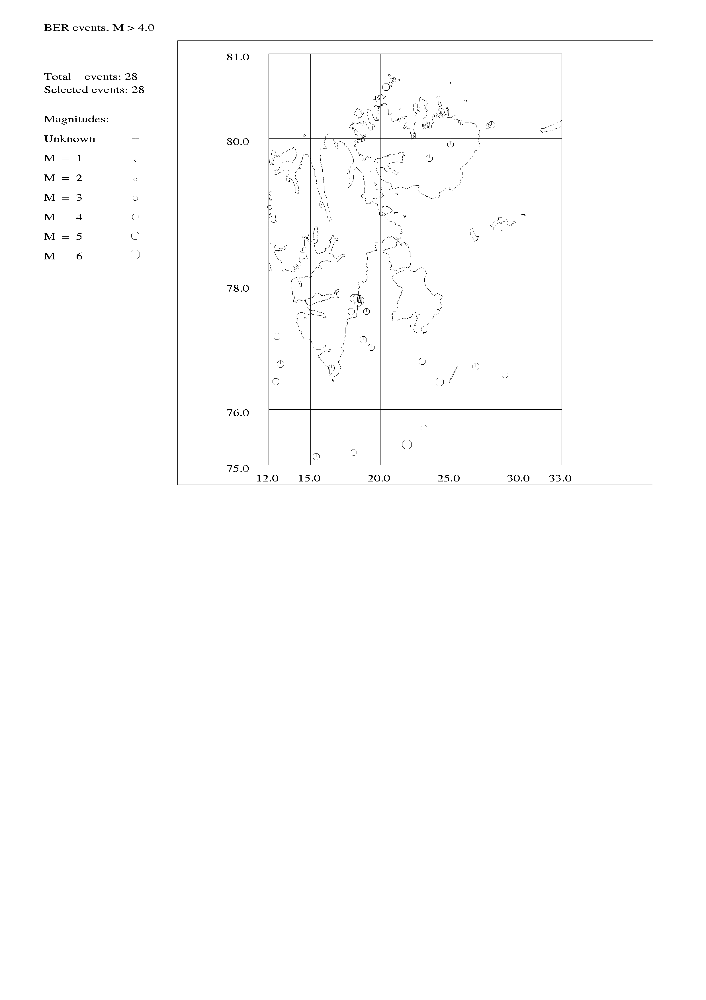 BER events, M > 4.0
Total events: 28
Selected events: 28
Magnitudes:
Unknown
M = 1
M = 2
M = 3
M = 4
M = 5
M = 6
81.0
80.0
78.0
76.0
75.0
12.0 15.0 20.0 25.0 30.0 33.0